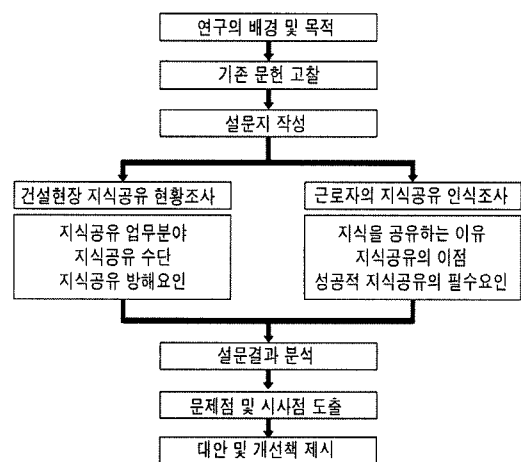 연구의 배경 및 목적
기존 문헌 고찰
설문지 작성
건설현장 지식공유 현황조사
지식공유 업무분야
지식공유 수단
지식공유 방해요인
근로자의 지식공유 인식조사
지식을 공유하는 이유
지식공유의 이점
성공적 지식공유의 필수요인
설문결과 분석
문제점 및 시사점 도출
대안 및 개선책 제시